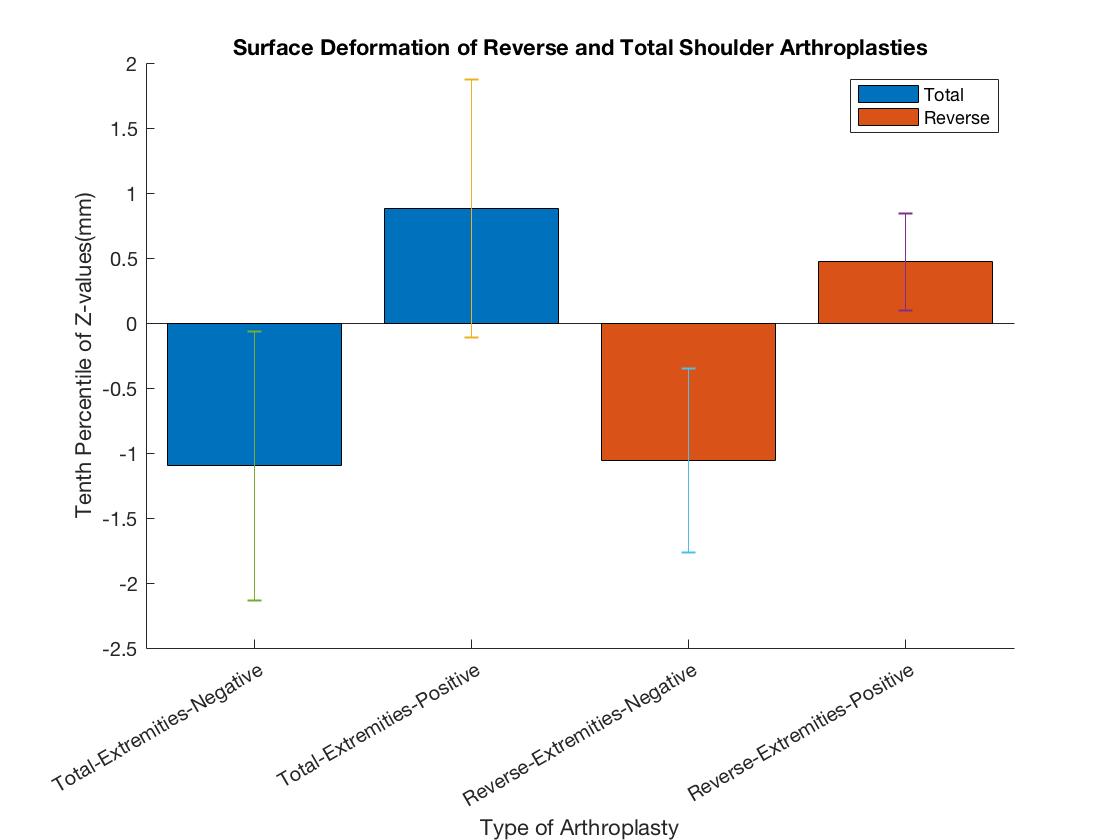 Surface Deformation of Reverse and Total Shoulder Arthroplasties
Total
Reverse
Tenth Percentile of Z-values(mm)
2
1.5
1
0.5
0
-0.5
-1
-1.5
-2
-2.5
Total-Extremities-Negative
Total-Extremities-Positive
Reverse-Extremities-Negative
Reverse-Extremities-Positive
Type of Arthroplasty